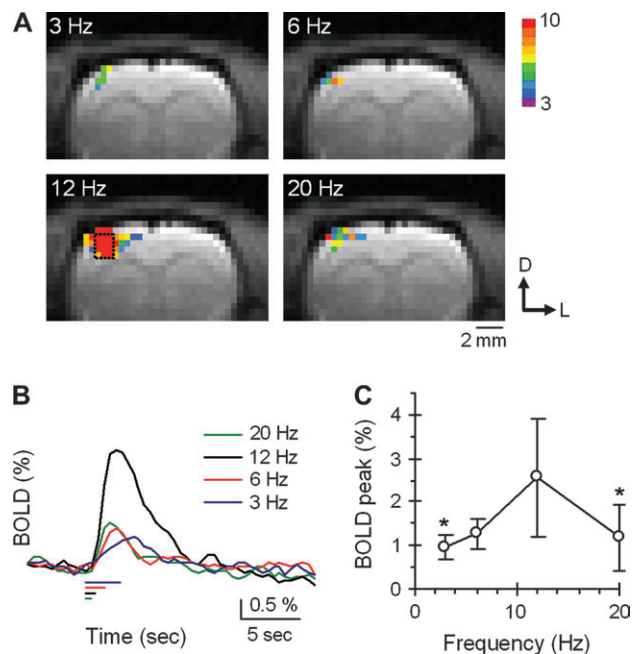 A
3 Hz
6 Hz
10
3
12 Hz
20 Hz
D
L
2 mm
B
BOLD (%)
20 Hz
12 Hz
6 Hz
3 Hz
0.5 %
5 sec
Time (sec)
C
BOLD peak (%)
4
3
2
1
0
*
*
0
10
20
Frequency (Hz)